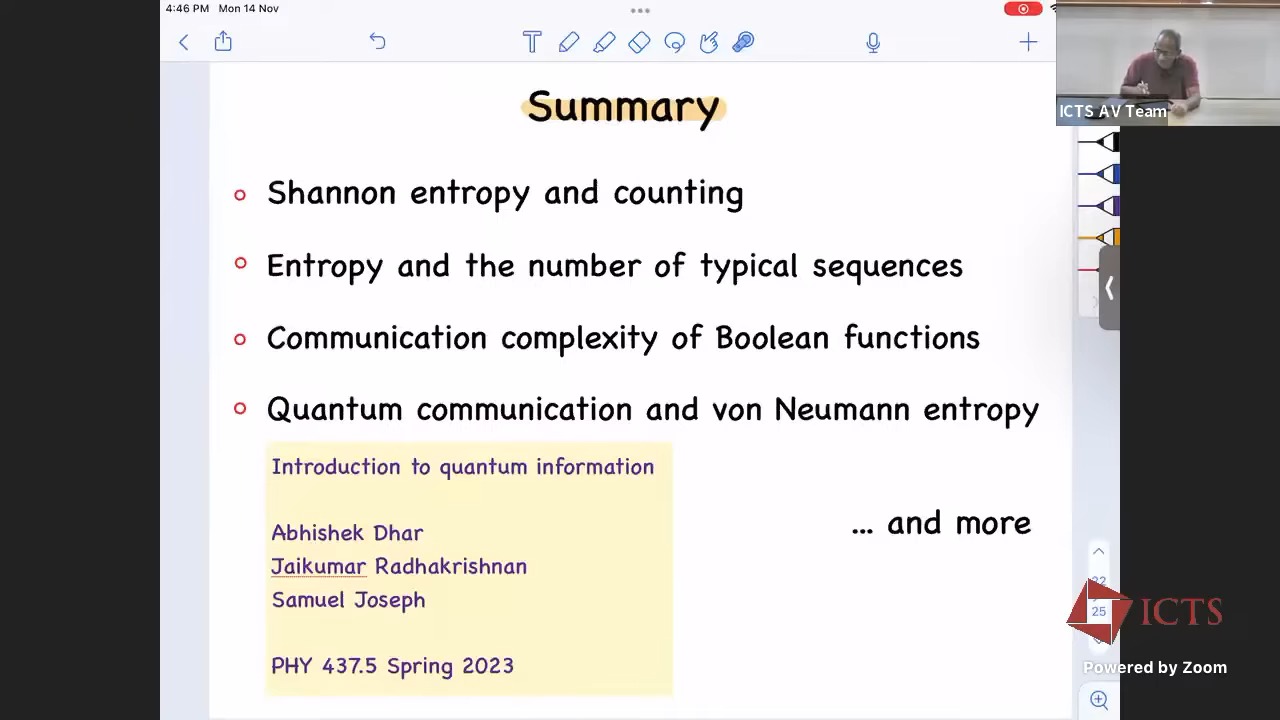 4:46 PM Mon 14 Nov
ICTS AV Team
Summary
Shannon entropy and counting
Entropy and the number of typical sequences
Communication complexity of Boolean functions
Quantum communication and von Neumann entropy
Introduction to quantum information
Abhishek Dhar
Jaikumar Radhakrishnan
Samuel Joseph
PHY 437.5 Spring 2023
... and more
22
25
ICTS
Powered by Zoom